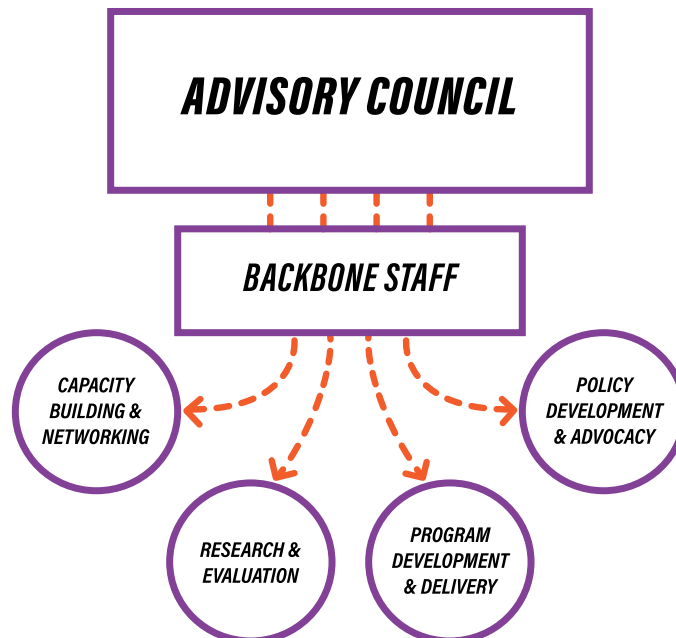 ADVISORY COUNCIL
BACKBONE STAFF
CAPACITY
BUILDING &
NETWORKING
POLICY
DEVELOPMENT
& ADVOCACY
RESEARCH &
EVALUATION
PROGRAM
DEVELOPMENT
& DELIVERY